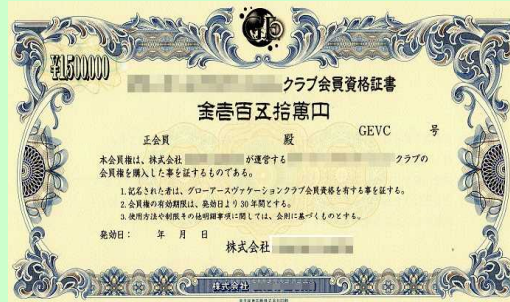 ¥1,500,000
クラブ会員資格証書
金壱百五拾萬円
正会員 殿 GEVC 号
本会員権は、株式会社 が運営する クラブの
会員権を購入した事を証するものである。
1.記名された者は、グローアースヴァケーションクラブ会員資格を有する事を証する。
2.会員権の有効期限は、発効日より30年間とする。
3.使用方法や制限その他明細事項に関しては、会則に基づくものとする。
発効日: 年 月 日
株式会社
株式会社